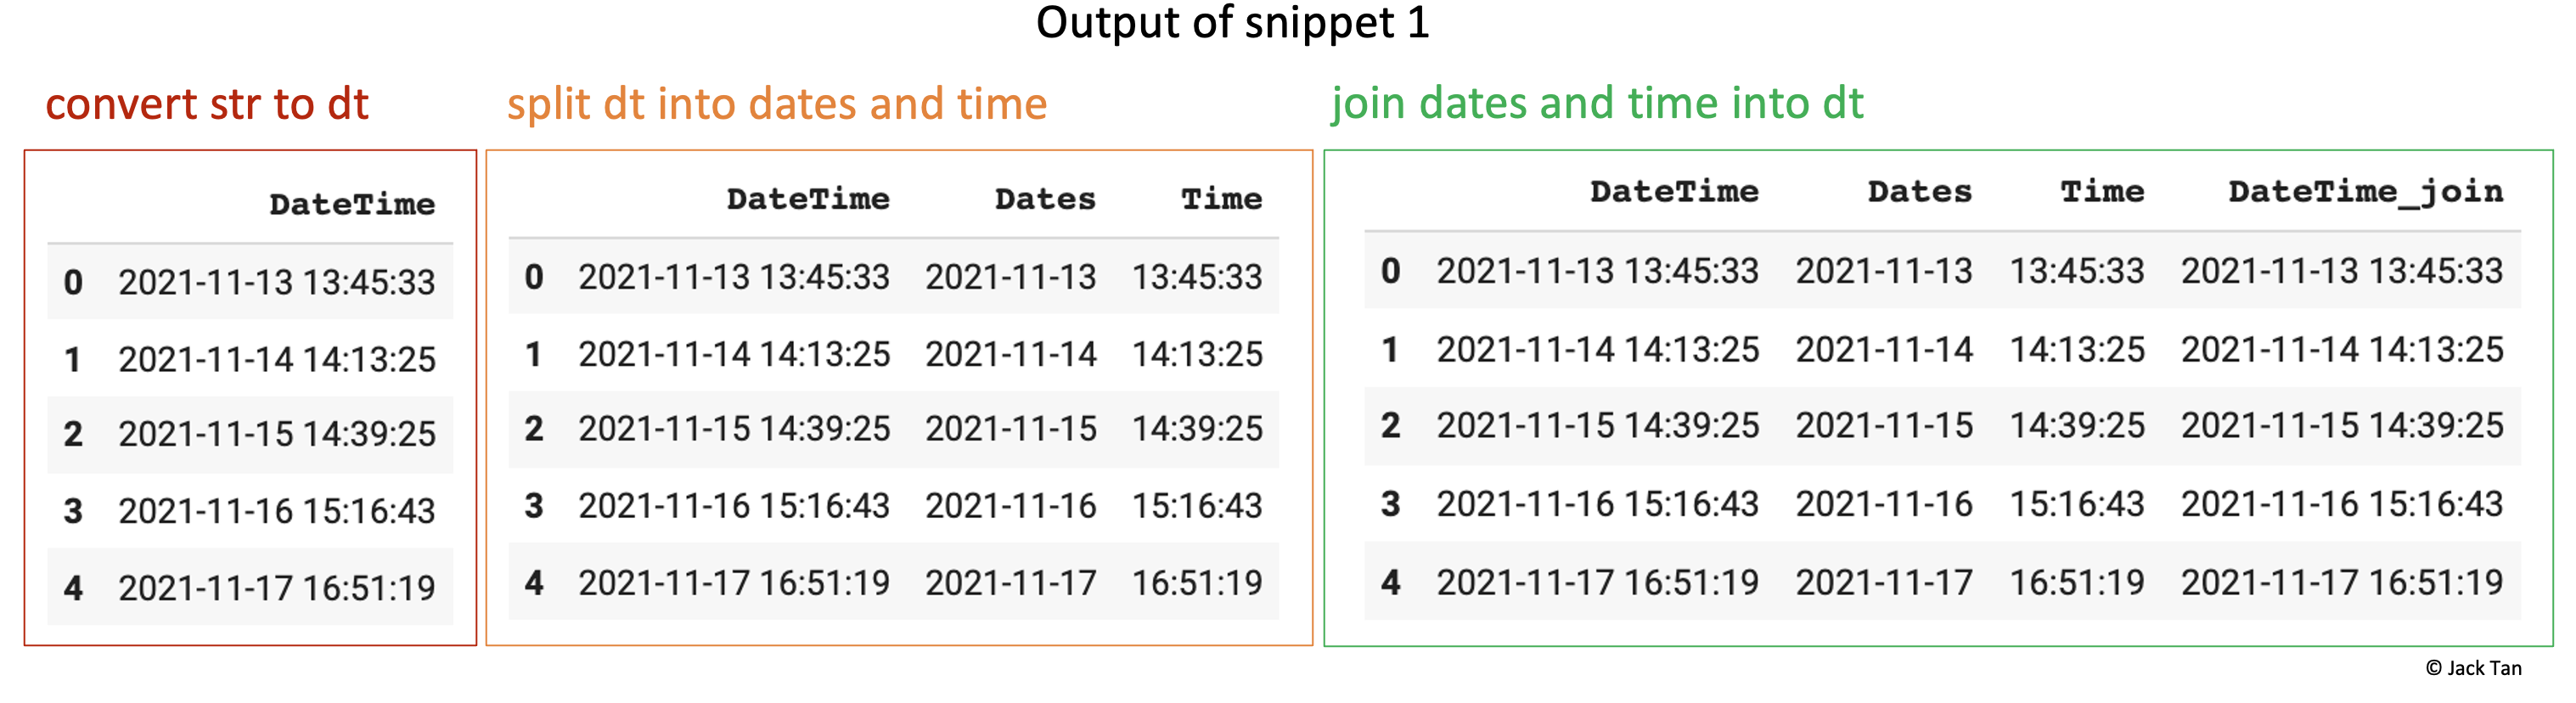 Output of snippet 1
convert str to dt
DateTime
0 2021-11-13 13:45:33
1 2021-11-14 14:13:25
2 2021-11-15 14:39:25
3 2021-11-16 15:16:43
4 2021-11-17 16:51:19
split dt into dates and time
DateTime Dates Time
0 2021-11-13 13:45:33 2021-11-13 13:45:33
1 2021-11-14 14:13:25 2021-11-14 14:13:25
2 2021-11-15 14:39:25 2021-11-15 14:39:25
3 2021-11-16 15:16:43 2021-11-16 15:16:43
4 2021-11-17 16:51:19 2021-11-17 16:51:19
join dates and time into dt
DateTime Dates Time DateTime_join
0 2021-11-13 13:45:33 2021-11-13 13:45:33 2021-11-13 13:45:33
1 2021-11-14 14:13:25 2021-11-14 14:13:25 2021-11-14 14:13:25
2 2021-11-15 14:39:25 2021-11-15 14:39:25 2021-11-15 14:39:25
3 2021-11-16 15:16:43 2021-11-16 15:16:43 2021-11-16 15:16:43
4 2021-11-17 16:51:19 2021-11-17 16:51:19 2021-11-17 16:51:19
© Jack Tan